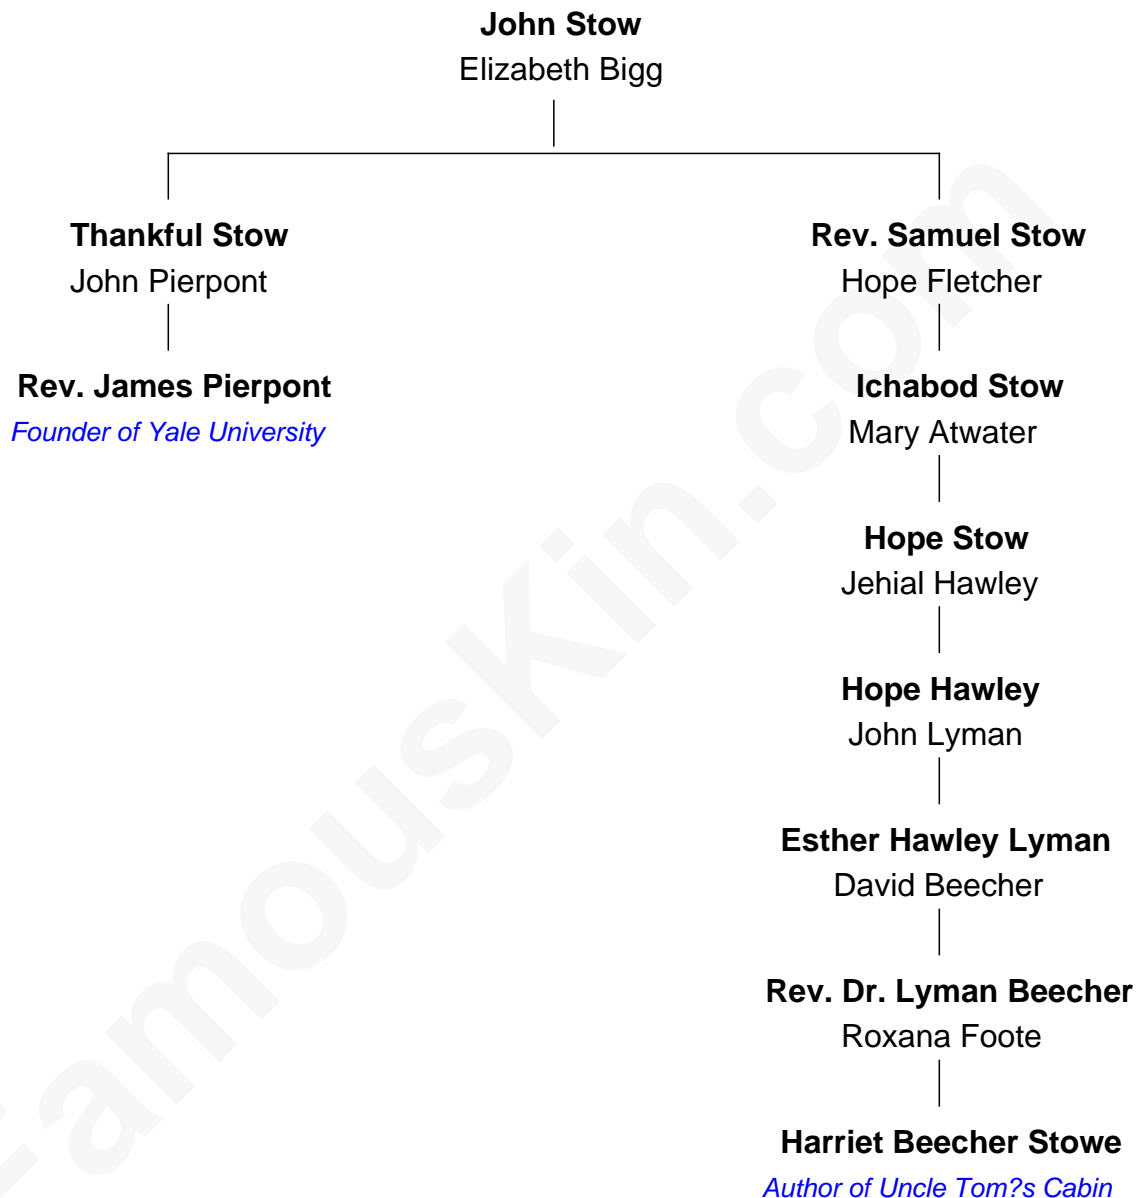 John Stow
Elizabeth Bigg
Thankful Stow
John Pierpont
Rev. James Pierpont
Founder of Yale University
Rev. Samuel Stow
Hope Fletcher
Ichabod Stow
Mary Atwater
Hope Stow
Jehial Hawley
Hope Hawley
John Lyman
Esther Hawley Lyman
David Beecher
Rev. Dr. Lyman Beecher
Roxana Foote
Harriet Beecher Stowe
Author of Uncle Tom?s Cabin
FamousKin.com